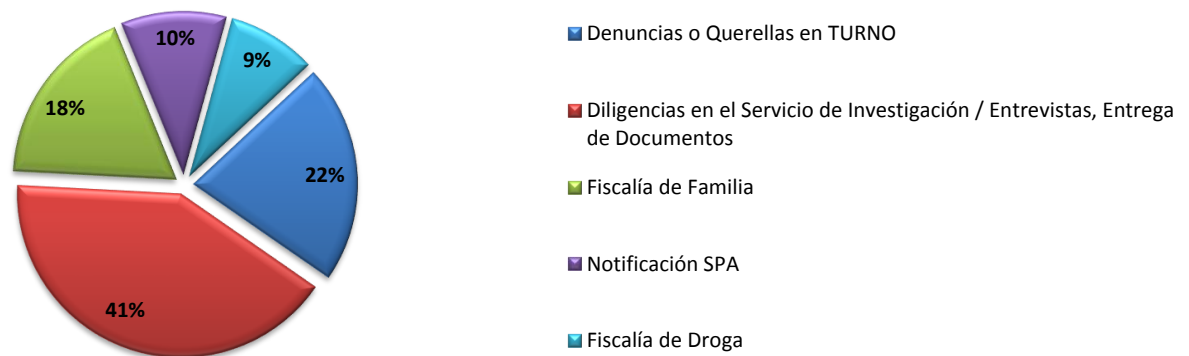 10%
9%
18%
22%
41%
Denuncias o Querellas en TURNO
Diligencias en el Servicio de Investigación / Entrevistas, Entrega
de Documentos
Fiscalía de Familia
Notificación SPA
Fiscalía de Droga